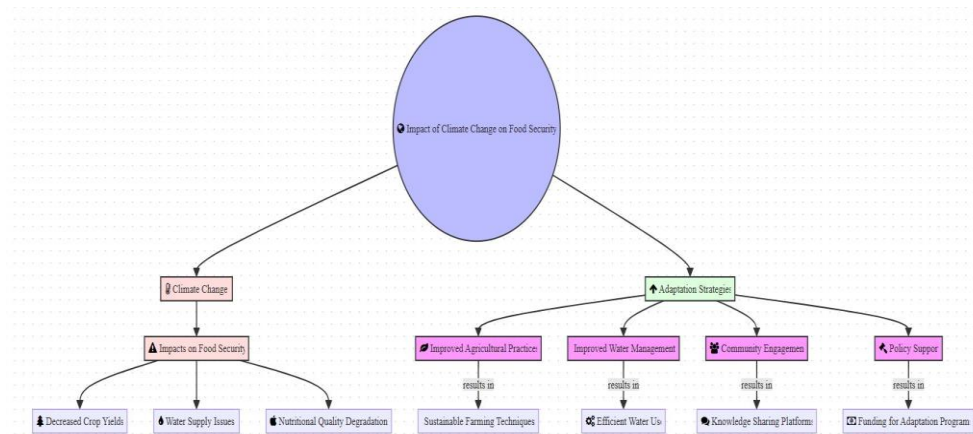 Impact of Climate Change on Food Security
Climate Change
Adaptation Strategies
Impacts on Food Security
Improved Agricultural Practices
Improved Water Management
Community Engagemen
Policy Suppor
results in
results in
results in
results in
Decreased Crop Yields
Water Supply Issues
Nutritional Quality Degradation
Sustainable Farming Techniques
Efficient Water Us
Knowledge Sharing Platforms
Funding for Adaptation Program